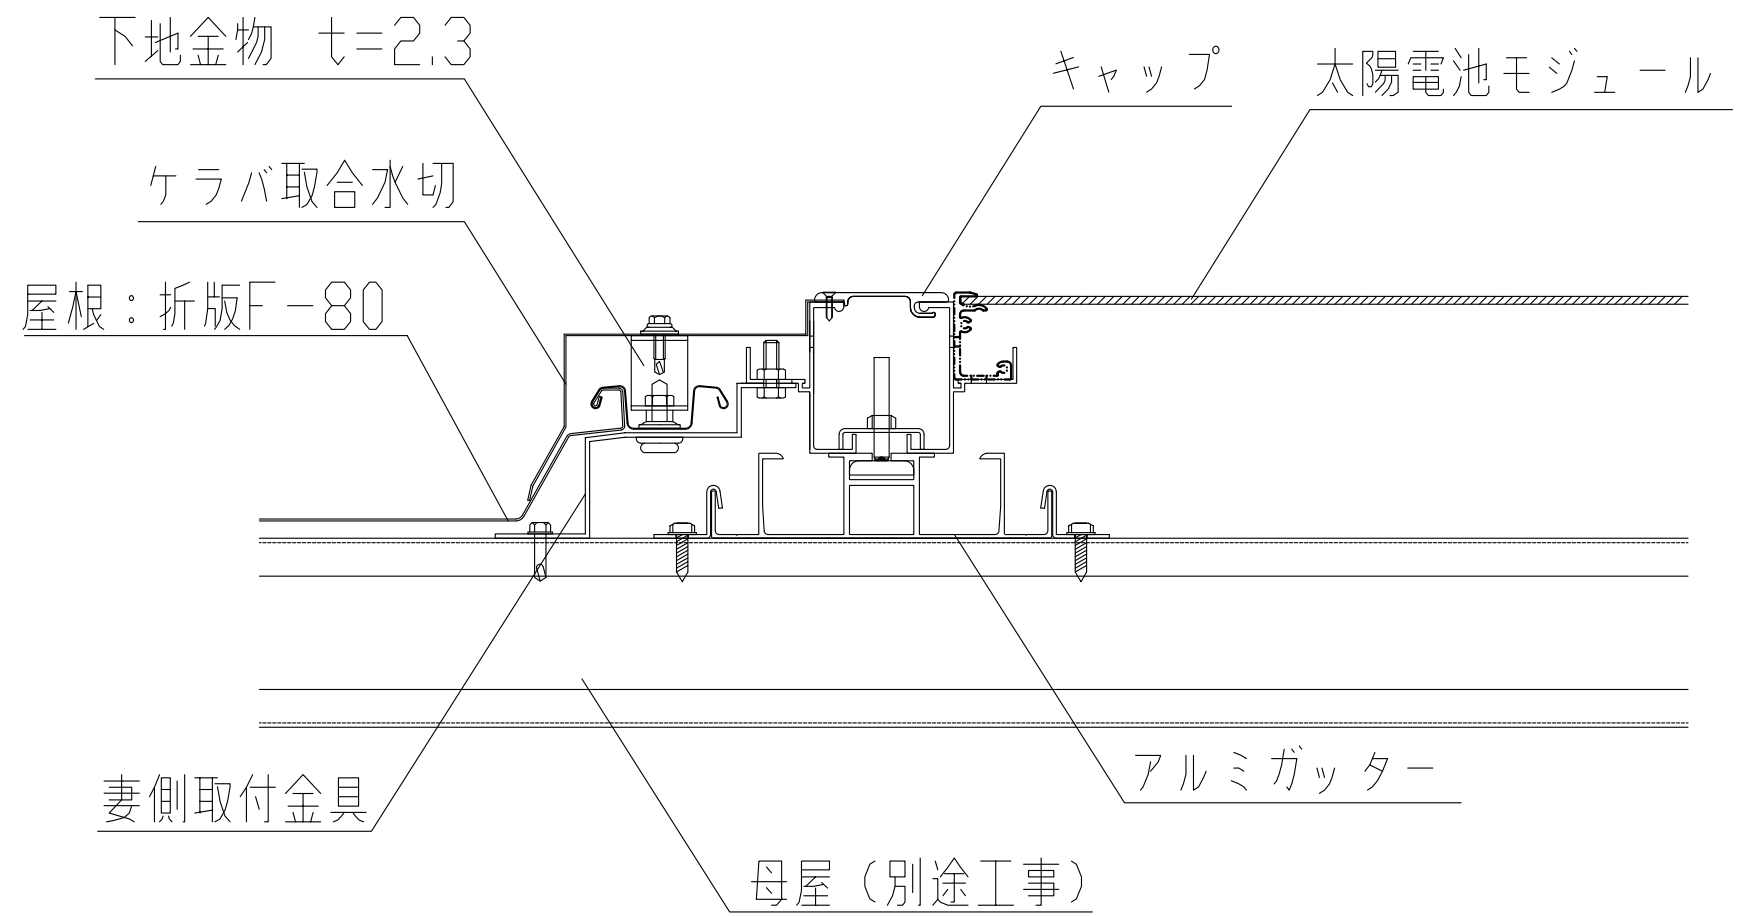 下地金物 t=2.3
キャップ
太陽電池モジュール
ケラバ取合水切
屋根：折版F-80
アルミガッター
妻側取付金具
母屋（別途工事）